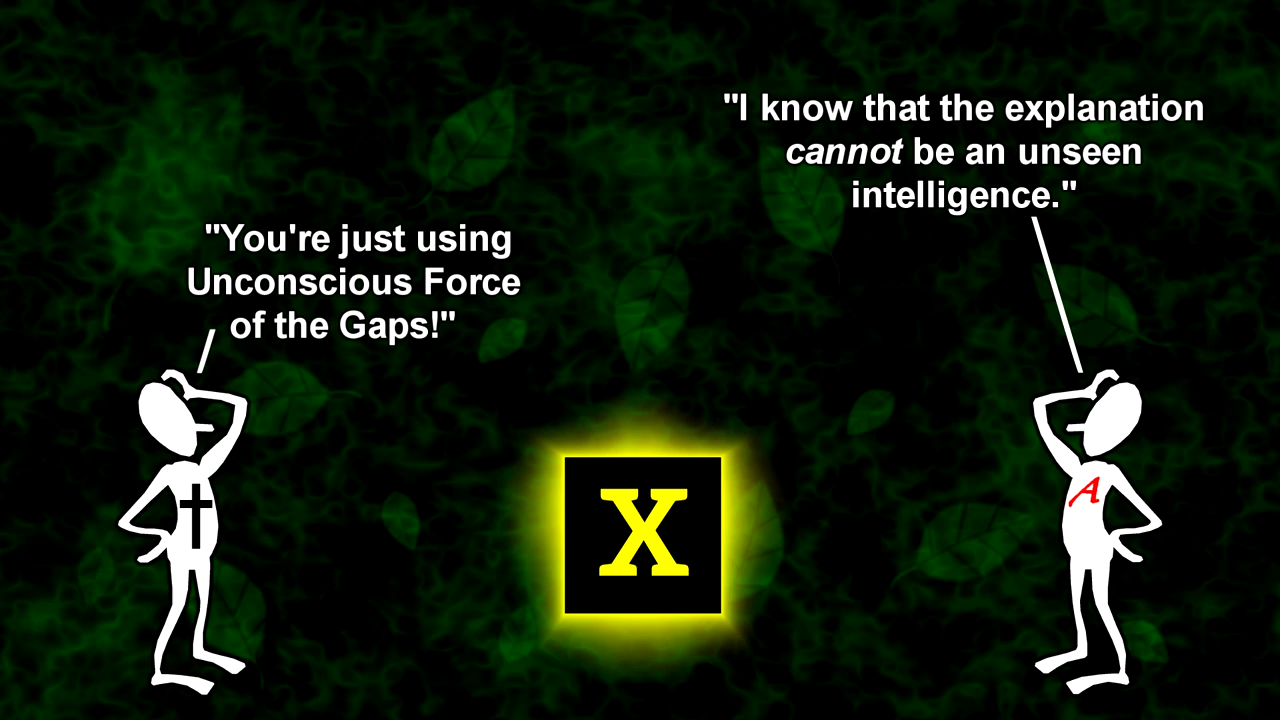 "I know that the explanation
cannot be an unseen
intelligence."
"You're just using
Unconscious Force
of the Gaps!"
X
A